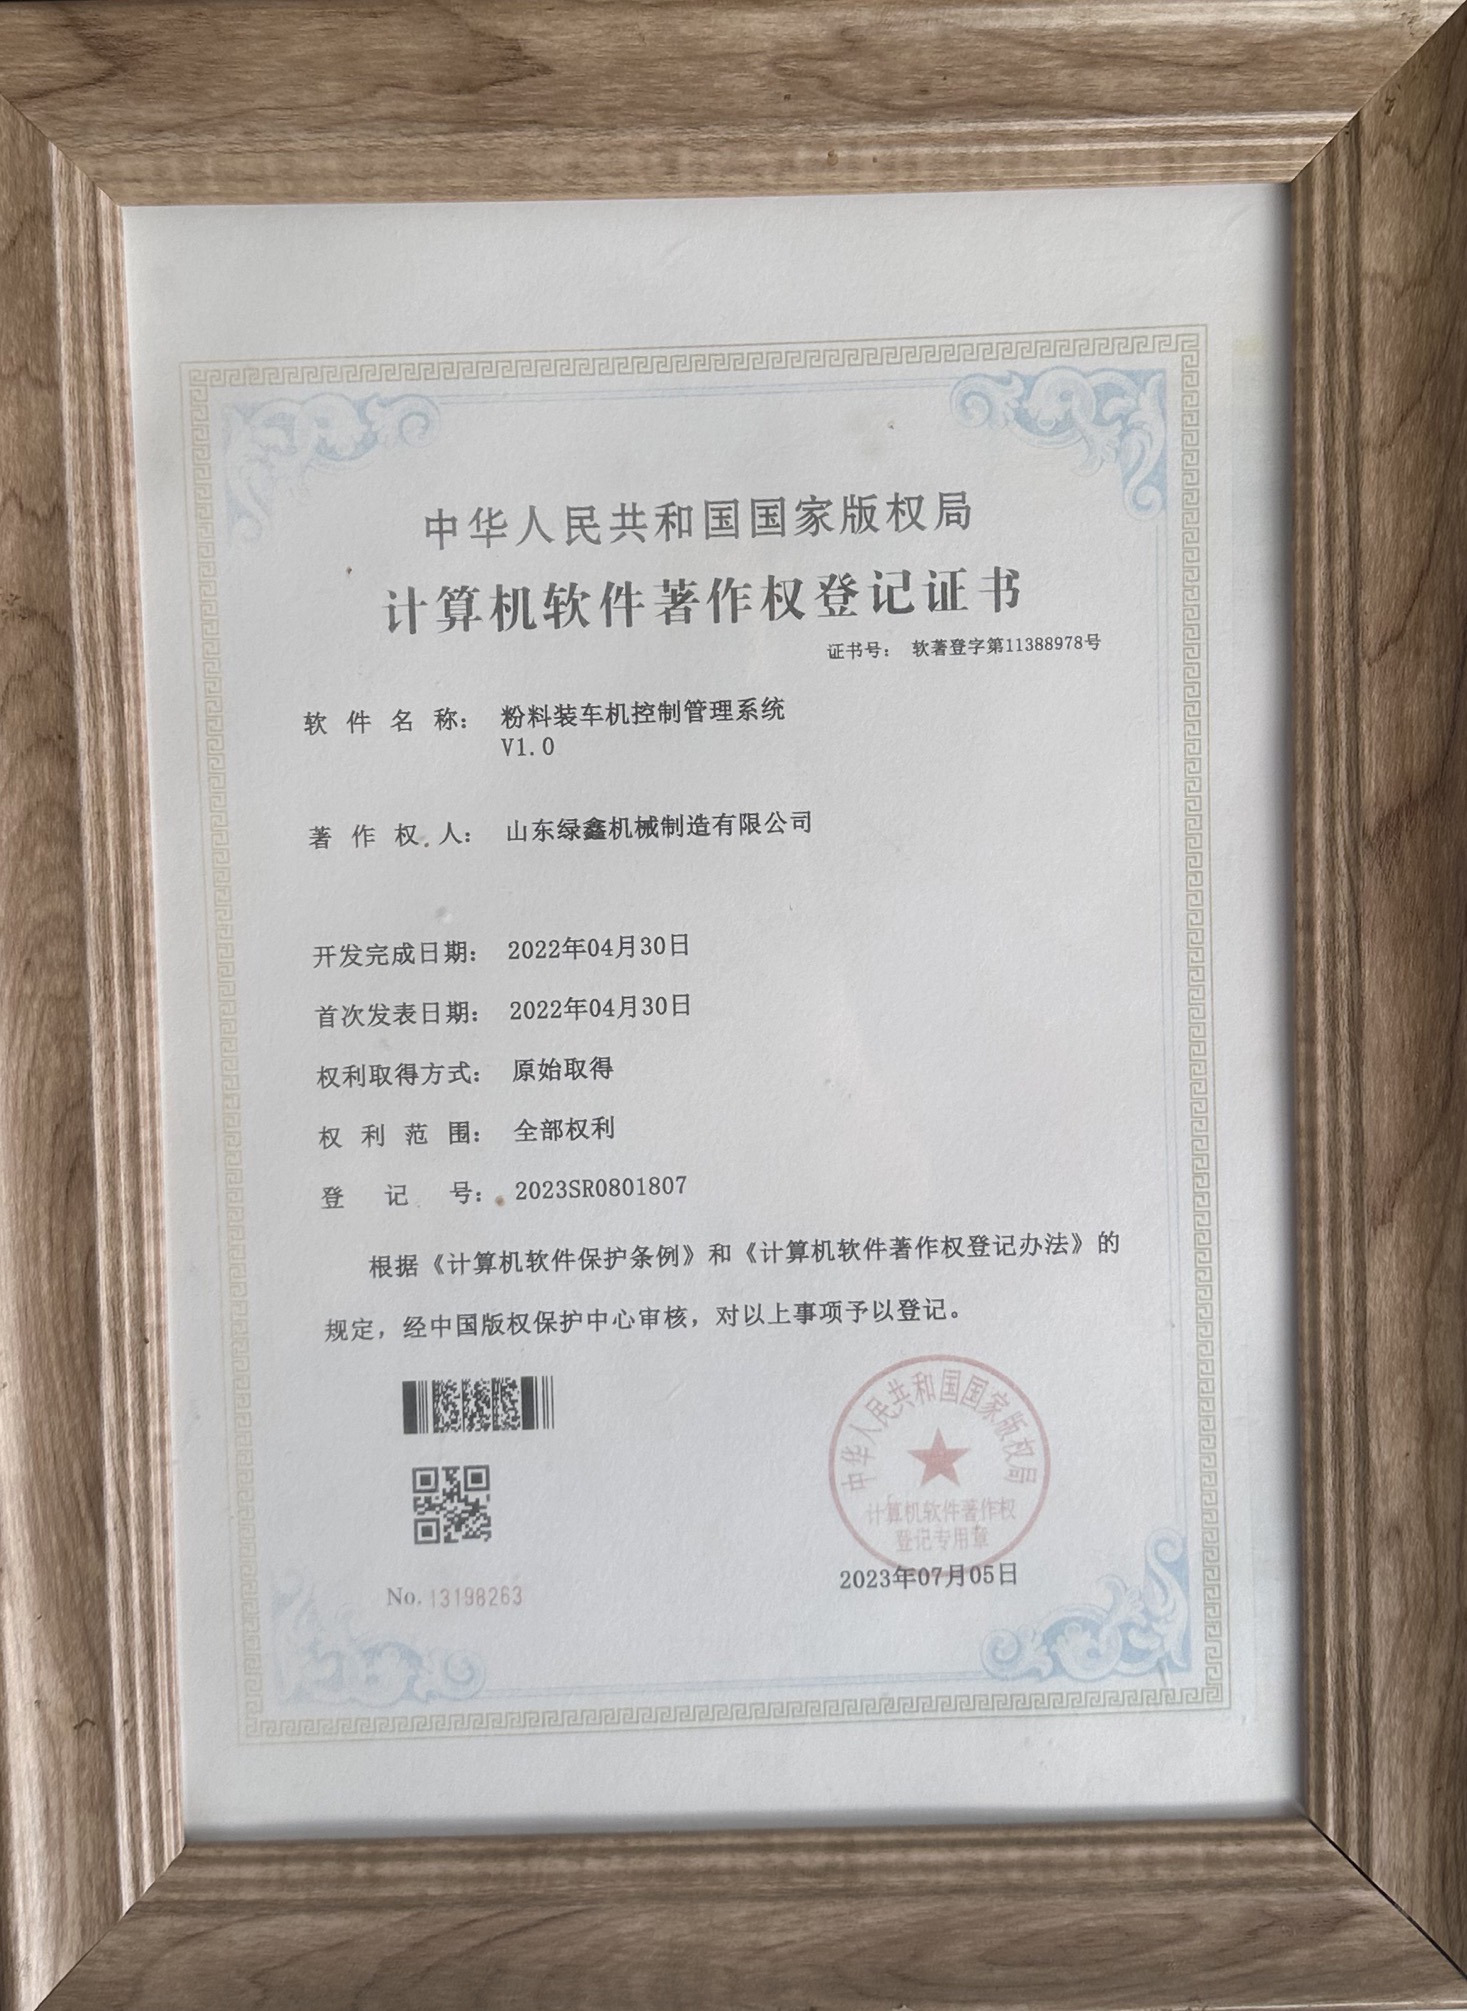 中华人民共和国国家版权局
计算机软件著作权登记证书
证书号： 软著登字第11388978号
软件名称： 粉料装车机控制管理系统
V1.0
著作权人： 山东绿鑫机械制造有限公司
开发完成日期： 2022年04月30日
首次发表日期： 2022年04月30日
权利取得方式： 原始取得
权利范围： 全部权利
登记号： 2023SR0801807
根据《计算机软件保护条例》和《计算机软件著作权登记办法》的
规定，经中国版权保护中心审核，对以上事项予以登记。
中华人民共和国国家版权局
计算机软件著作权
登记专用章
2023年07月05日
No. 13198263